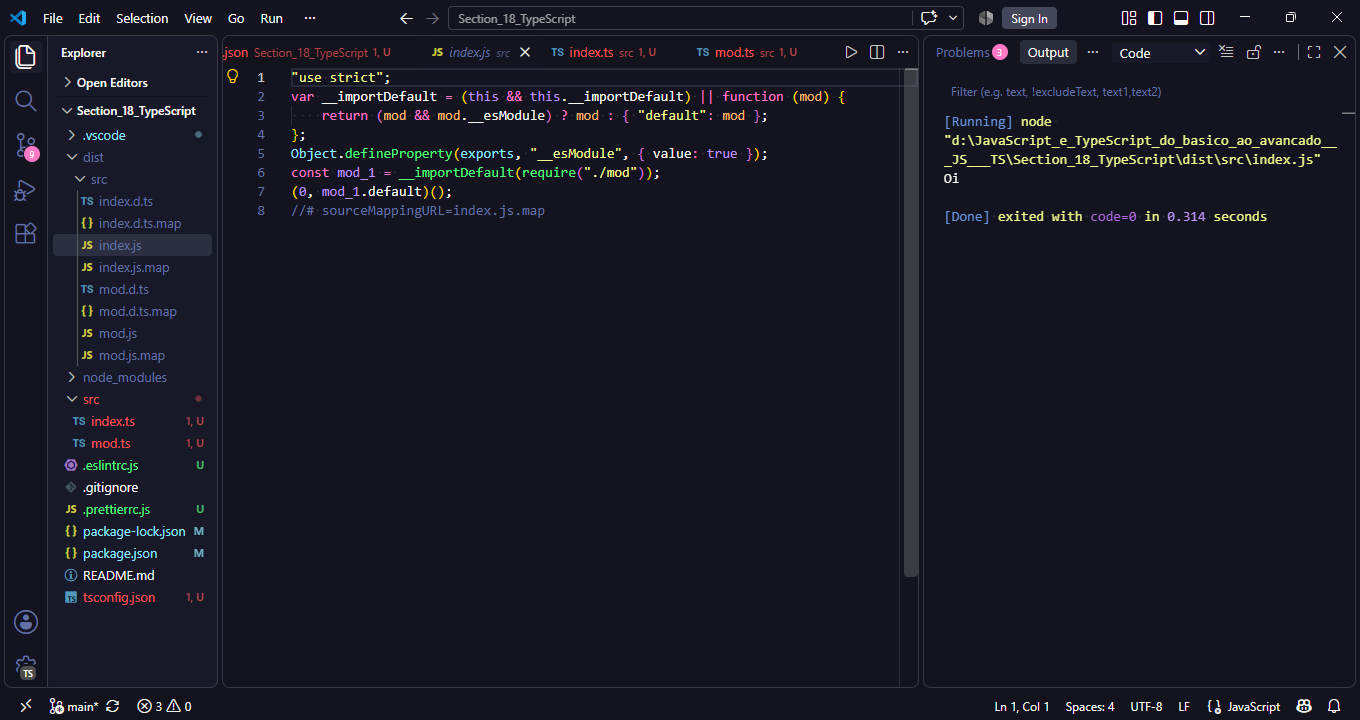 File Edit Selection View Go Run ··· Section_18_TypeScript Sign In
Explorer ···
Open Editors
Section_18_TypeScript
.vscode
dist
src
TS index.d.ts
{} index.d.ts.map
JS index.js
JS index.js.map
TS mod.d.ts
{} mod.d.ts.map
JS mod.js
JS mod.js.map
node_modules
src
TS index.ts 1, U
TS mod.ts 1, U
.eslintrc.js U
.gitignore
JS .prettierrc.js U
{} package-lock.json M
{} package.json M
README.md
TS tsconfig.json 1, U
9
TS
.json Section_18_TypeScript 1, U JS index.js src TS index.ts src 1, U TS mod.ts src 1, U ···
1 "use strict";
2 var __importDefault = (this && this.__importDefault) || function (mod) {
3 ····return (mod && mod.__esModule) ? mod : { "default": mod };
4 };
5 Object.defineProperty(exports, "__esModule", { value: true });
6 const mod_1 = __importDefault(require("./mod"));
7 (0, mod_1.default)();
8 //# sourceMappingURL=index.js.map
Problems 3 Output ··· Code ···
Filter (e.g. text, !excludeText, text1,text2)
[Running] node
"d:\JavaScript_e_TypeScript_do_basico_ao_avancado__
_JS___TS\Section_18_TypeScript\dist\src\index.js"
Oi
[Done] exited with code=0 in 0.314 seconds
main* 3 0 Ln 1, Col 1 Spaces: 4 UTF-8 LF {} JavaScript